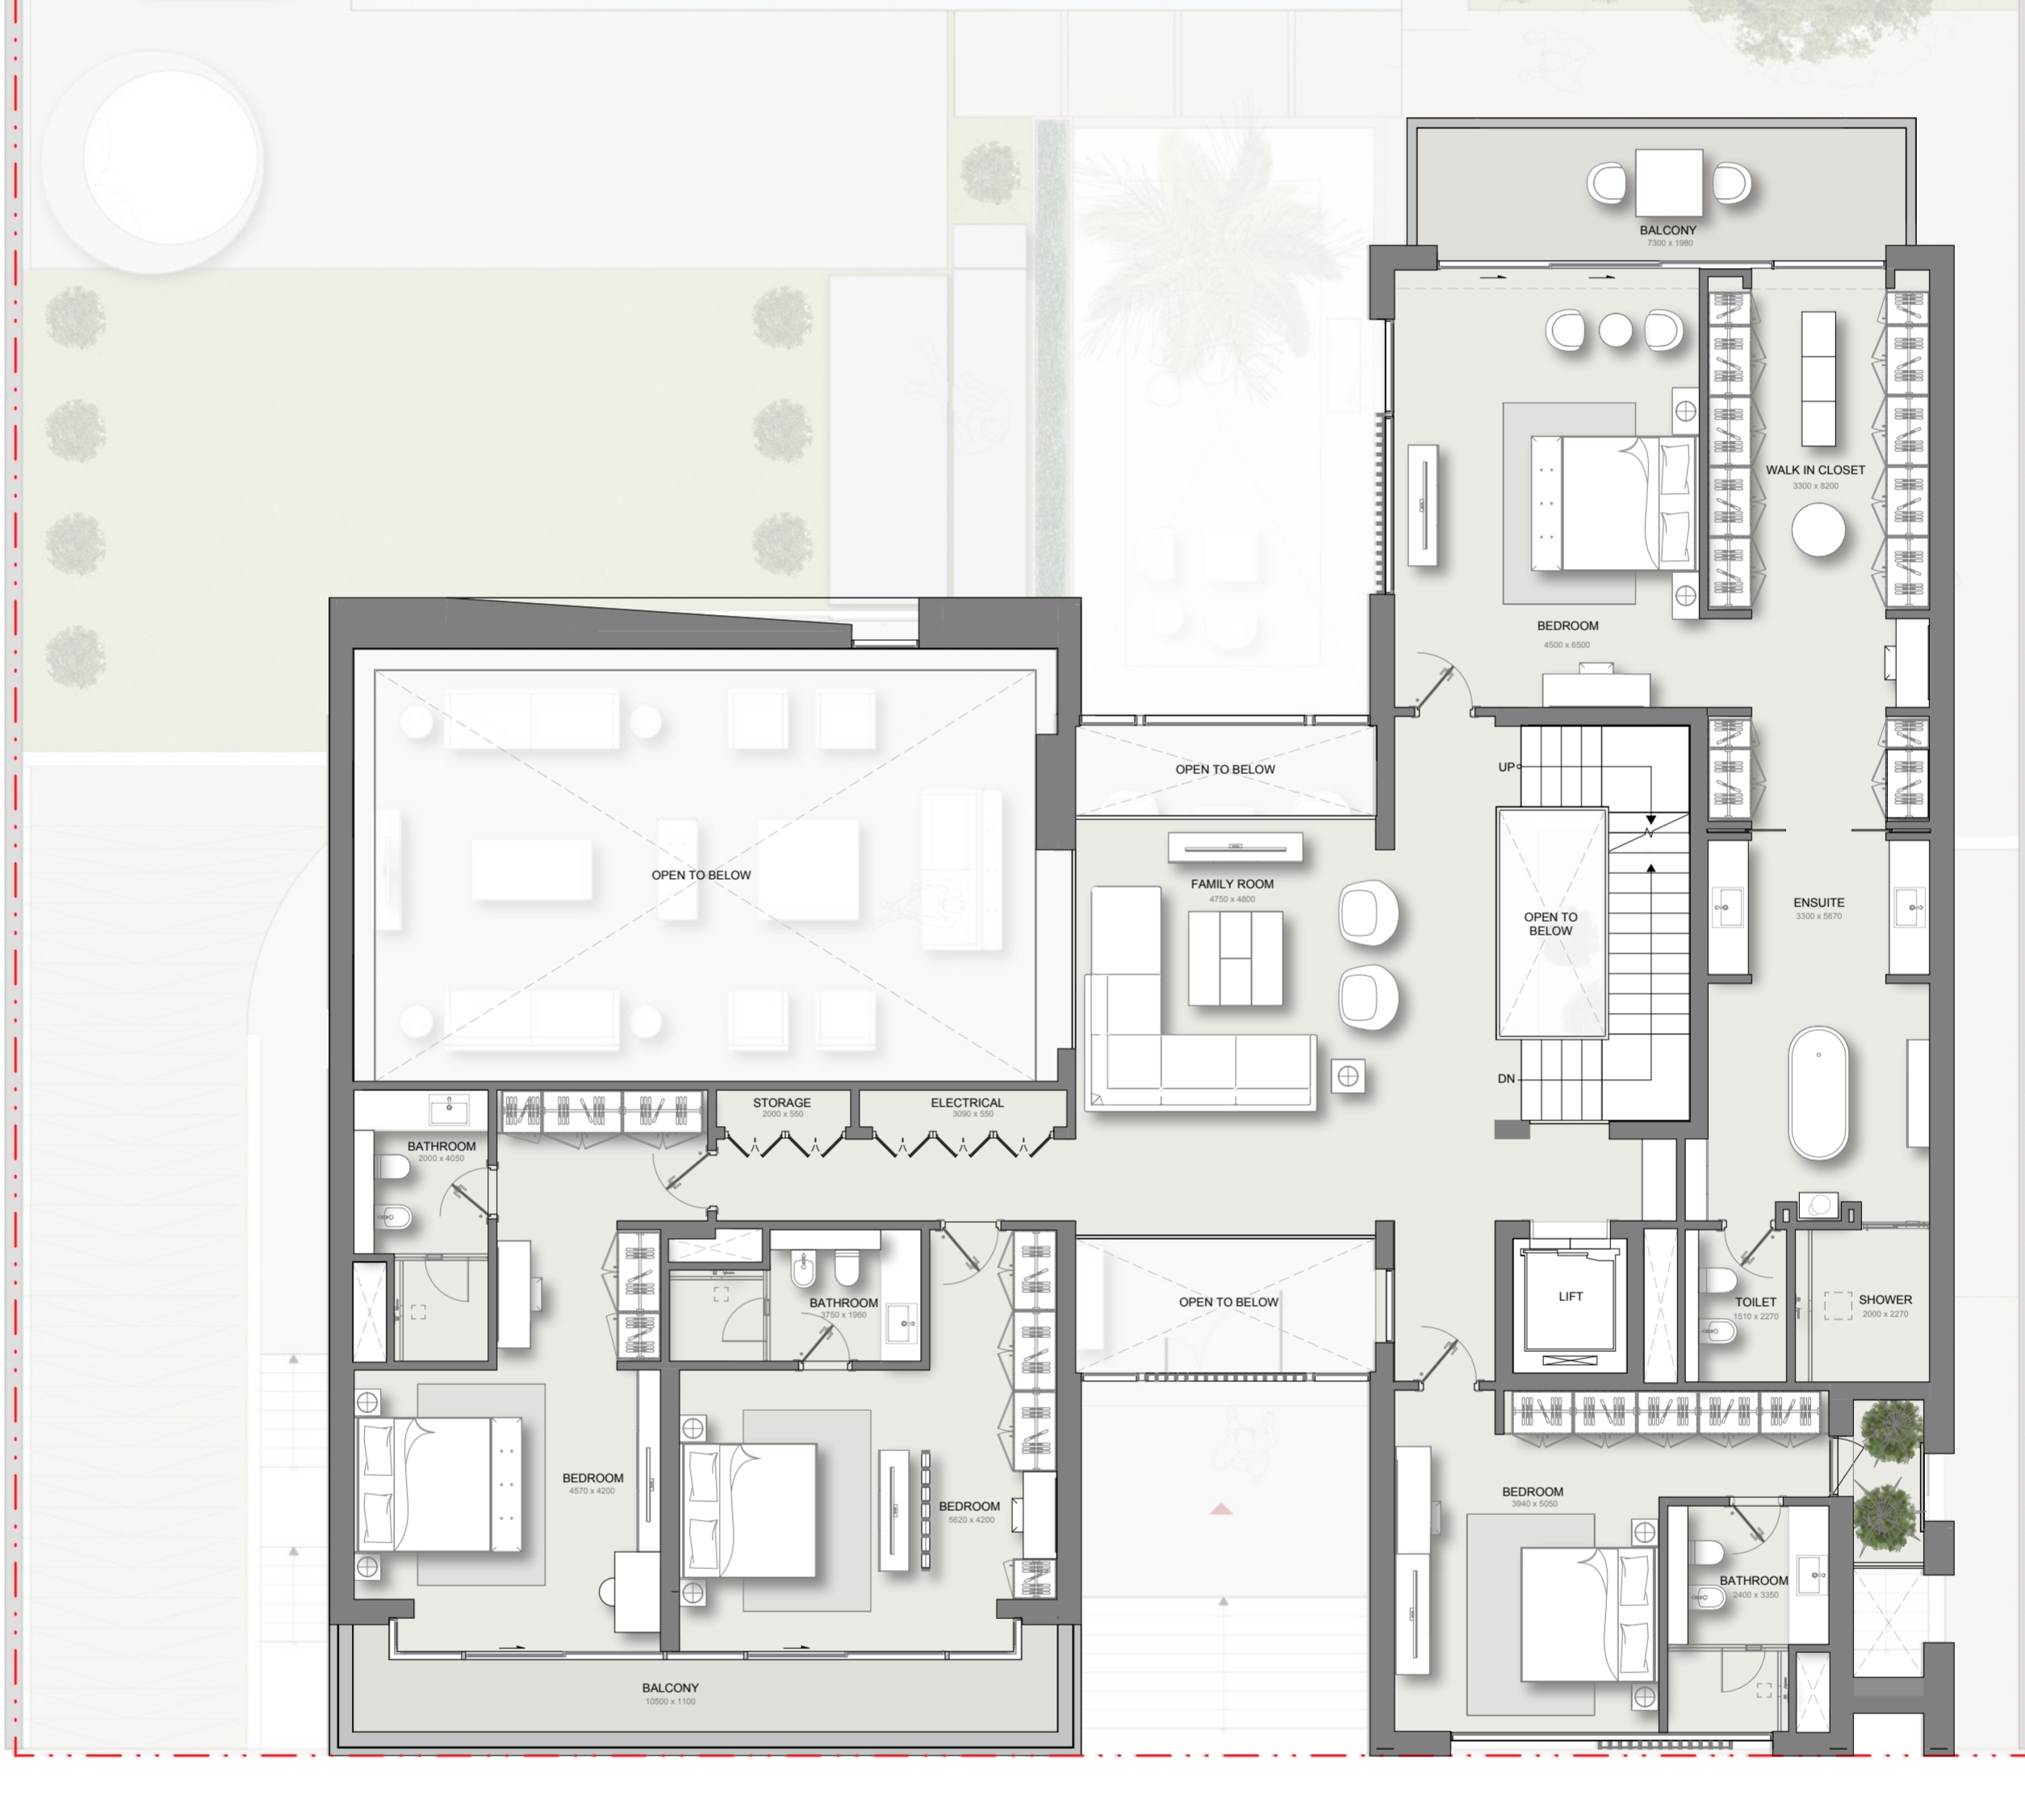 BALCONY
7300 x 1980
WALK IN CLOSET
3300 x 8200
BEDROOM
4500 x 6500
OPEN TO BELOW
UP
OPEN TO BELOW
FAMILY ROOM
4750 x 4800
OPEN TO
BELOW
ENSUITE
3300 x 5670
DN
STORAGE
2000 x 550
ELECTRICAL
3090 x 550
BATHROOM
2000 x 4050
BATHROOM
3750 x 1960
OPEN TO BELOW
LIFT
TOILET
1510 x 2270
SHOWER
2000 x 2270
BEDROOM
4570 x 4200
BEDROOM
5620 x 4200
BEDROOM
3940 x 5050
BATHROOM
2400 x 3350
BALCONY
10500 x 1100